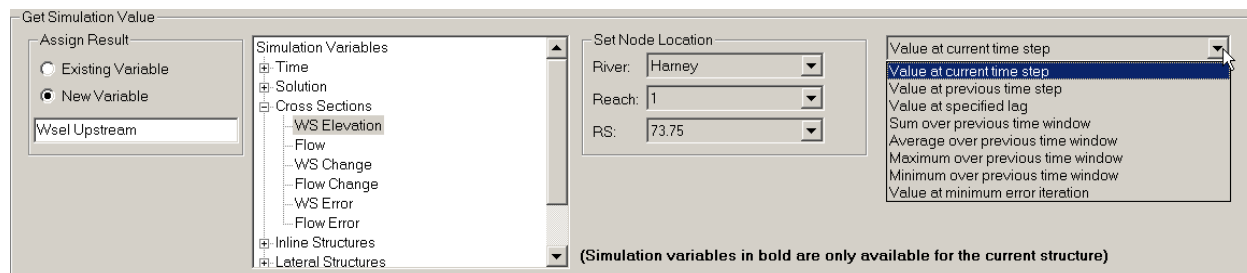 Get Simulation Value
Assign Result
Existing Variable
New Variable
Wsel Upstream
Simulation Variables
Time
Solution
Cross Sections
WS Elevation
Flow
WS Change
Flow Change
WS Error
Flow Error
Inline Structures
Lateral Structures
Set Node Location
River: Harney
Reach: 1
RS: 73.75
Value at current time step
Value at current time step
Value at previous time step
Value at specified lag
Sum over previous time window
Average over previous time window
Maximum over previous time window
Minimum over previous time window
Value at minimum error iteration
(Simulation variables in bold are only available for the current structure)